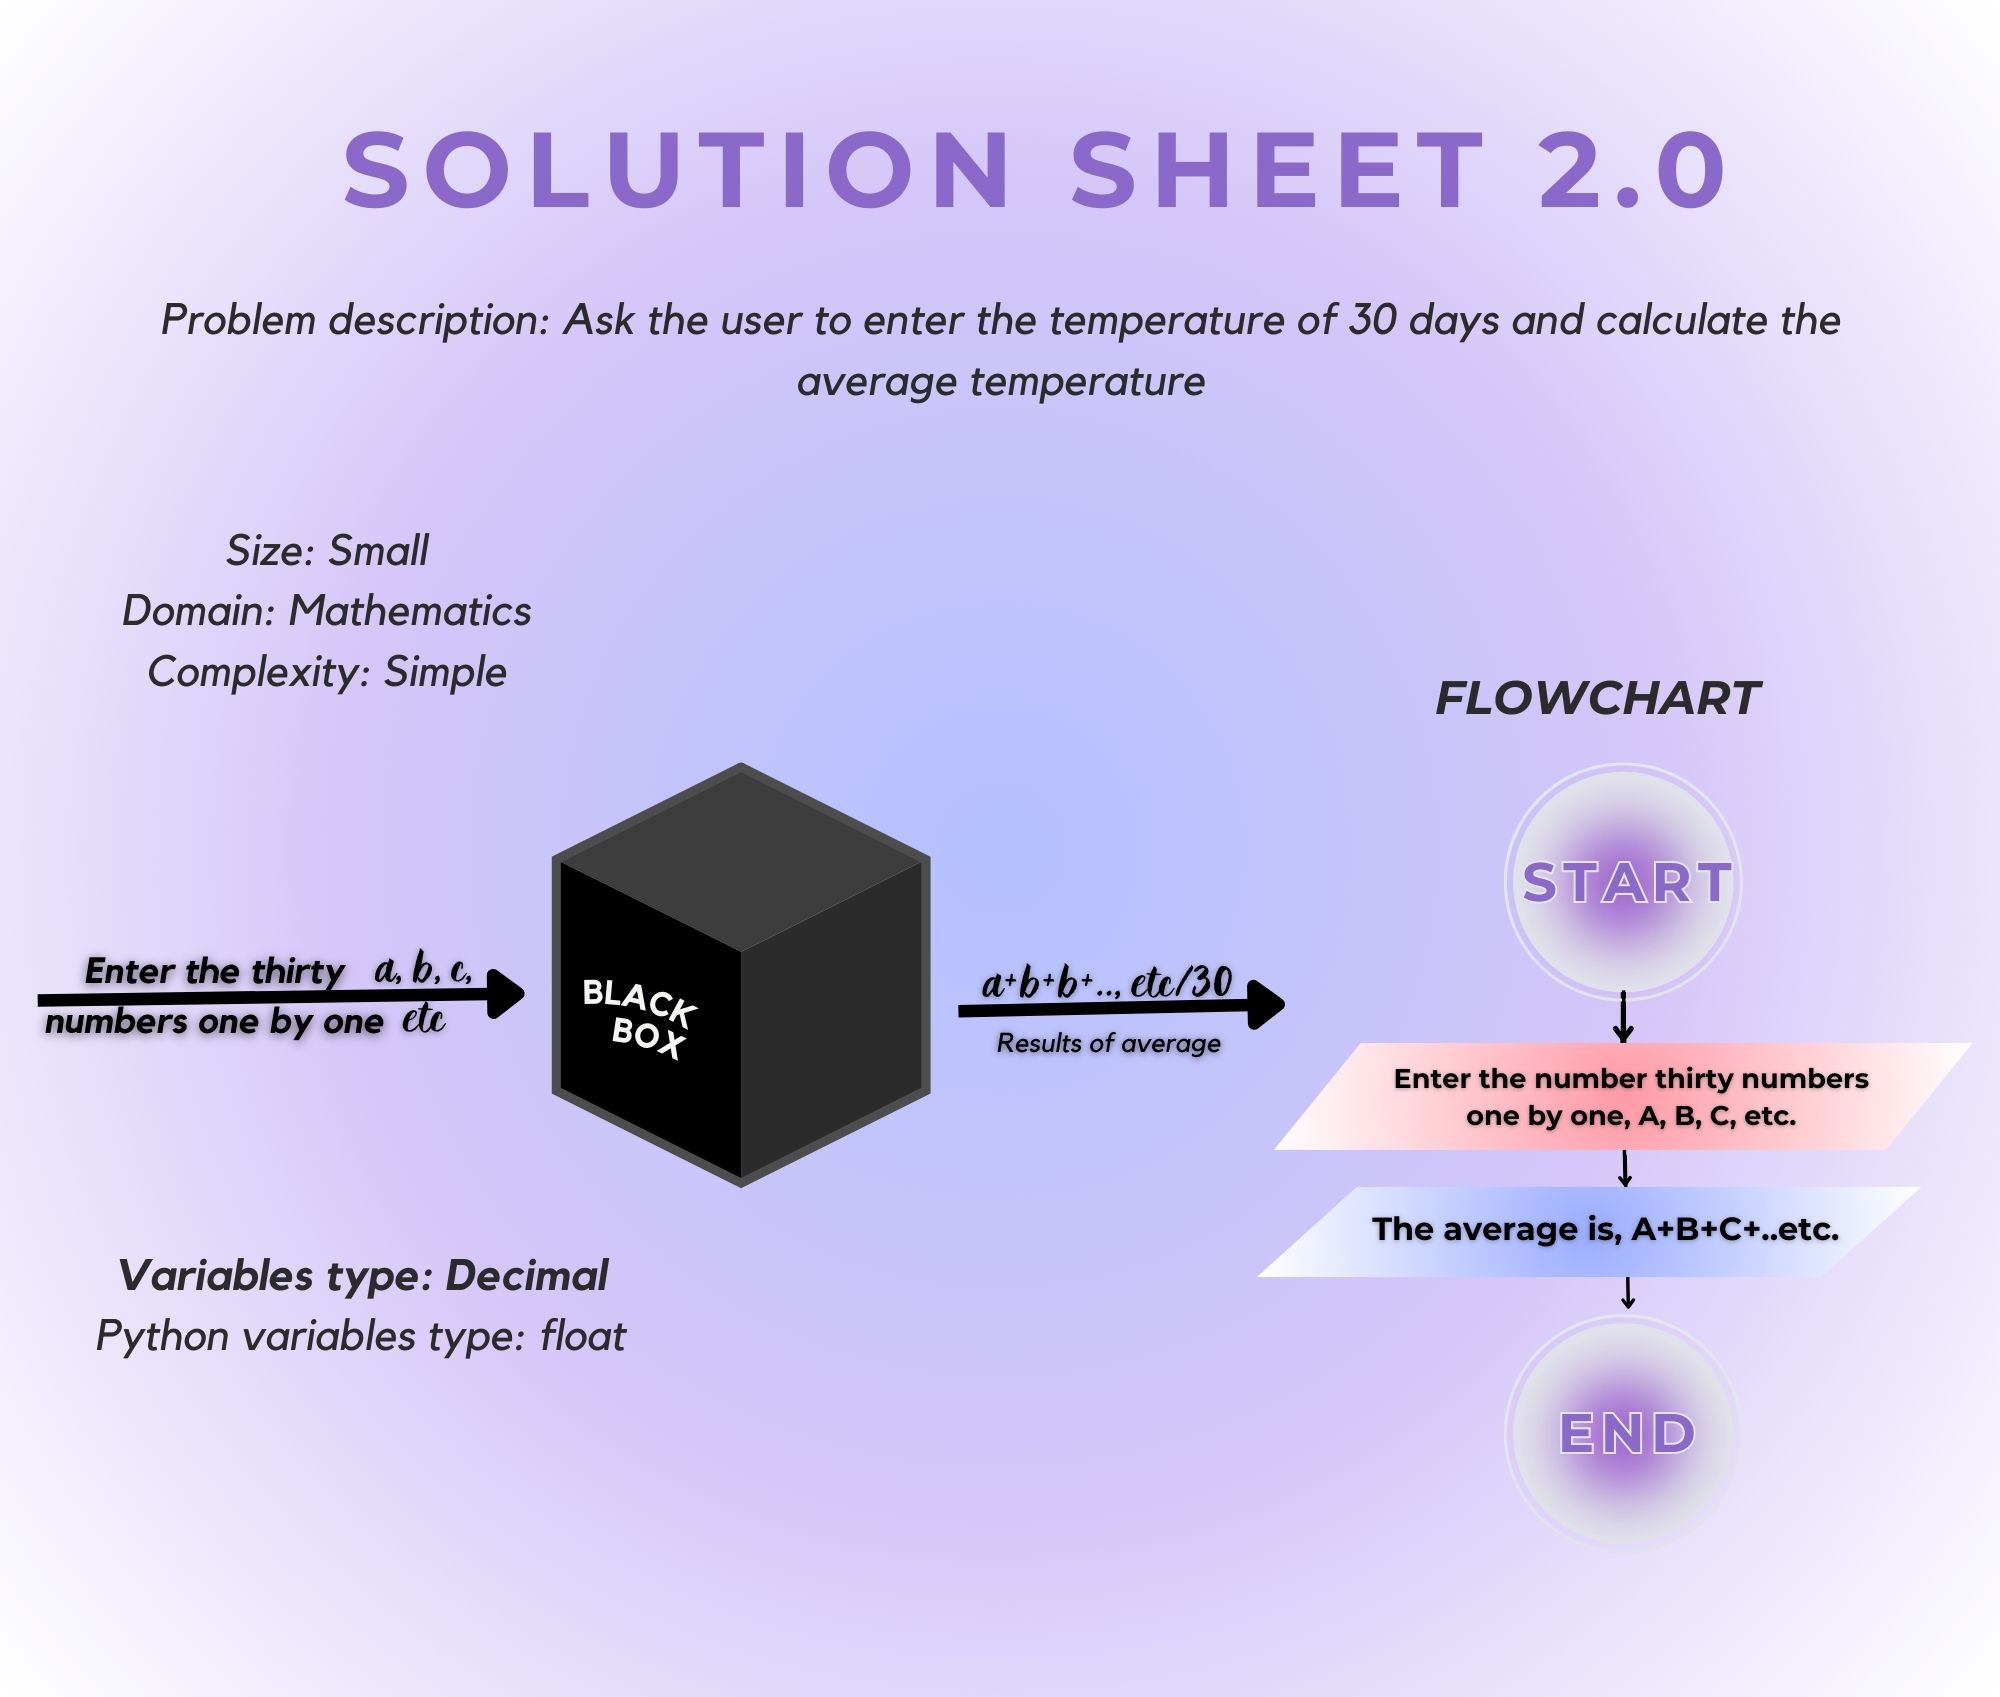 SOLUTION SHEET 2.0
Problem description: Ask the user to enter the temperature of 30 days and calculate the
average temperature
Size: Small
Domain: Mathematics
Complexity: Simple
Enter the thirty a, b, c,
numbers one by one etc
BLACK
BOX
a+b+b+.., etc/30
Results of average
Variables type: Decimal
Python variables type: float
FLOWCHART
START
Enter the number thirty numbers
one by one, A, B, C, etc.
The average is, A+B+C+..etc.
END